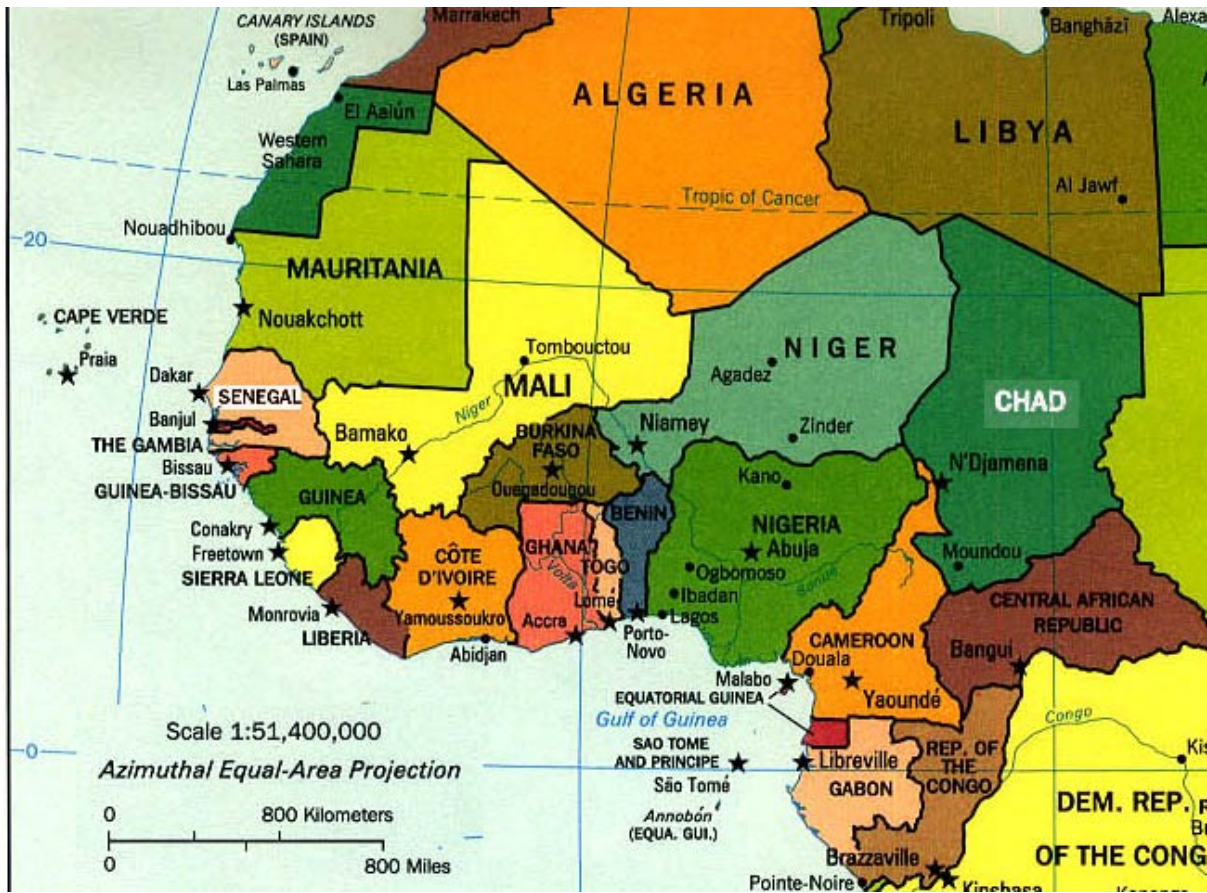 CANARY ISLANDS
(SPAIN)
Las Palmas
Marrakech
Tripoli
Banghāzī
El Aaiún
Western
Sahara
ALGERIA
LIBYA
Al Jawf
Tropic of Cancer
Nouadhibou
20
MAURITANIA
Nouakchott
CAPE VERDE
Praia
Tombouctou
NIGER
Agadez
Dakar
SENEGAL
MALI
CHAD
Niger
Banjul
THE GAMBIA
Bamako
BURKINA
FASO
Niamey
Zinder
Bissau
GUINEA-BISSAU
N'Djamena
Kano
Ouagadougou
GUINEA
BENIN
NIGERIA
Abuja
Conakry
Freetown
SIERRA LEONE
CÔTE
D'IVOIRE
GHANA
TOGO
Volta
Moundou
Ogbomoso
Ibadan
Lagos
Monrovia
LIBERIA
Yamoussoukro
Accra
Lome
Abidjan
Porto-
Novo
CENTRAL AFRICAN
REPUBLIC
Bangui
CAMEROON
Douala
Malabo
Yaoundé
EQUATORIAL GUINEA
Gulf of Guinea
Congo
Scale 1:51,400,000
0
SAO TOME
AND PRINCIPE
São Tomé
Libreville
REP. OF
THE
CONGO
Azimuthal Equal-Area Projection
GABON
Annobón
(EQUA. GUI.)
DEM. REP.
OF THE CONG
0 800 Kilometers
0 800 Miles
Brazzaville
Pointe-Noire
Kinshasa